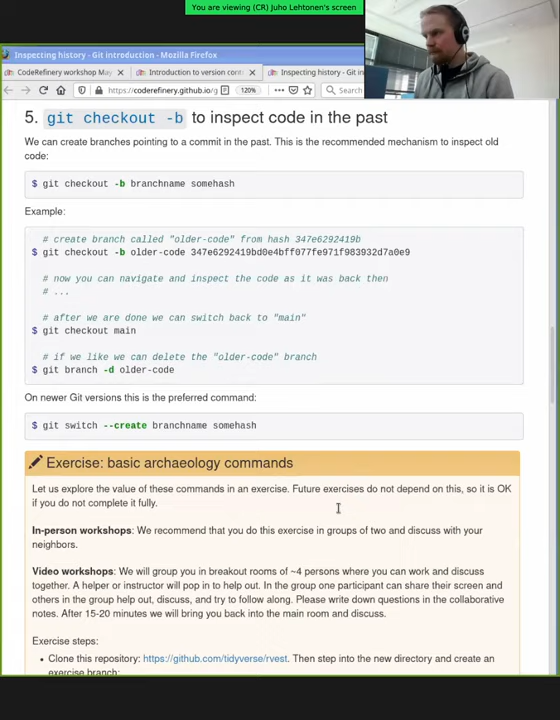 You are viewing (CR) Juho Lehtonen's screen
Inspecting history - Git introduction - Mozilla Firefox
CodeRefinery workshop Ma
Introduction to version cont
Inspecting history - Git in
https://coderefinery.github.io/g
120%
Search
5. git checkout -b to inspect code in the past
We can create branches pointing to a commit in the past. This is the recommended mechanism to inspect old
code:
$ git checkout -b branchname somehash
Example:
# create branch called "older-code" from hash 347e6292419b
$ git checkout -b older-code 347e6292419bd0e4bff077fe971f983932d7a0e9
# now you can navigate and inspect the code as it was back then
# ...
# after we are done we can switch back to "main"
$ git checkout main
# if we like we can delete the "older-code" branch
$ git branch -d older-code
On newer Git versions this is the preferred command:
$ git switch --create branchname somehash
Exercise: basic archaeology commands
Let us explore the value of these commands in an exercise. Future exercises do not depend on this, so it is OK
if you do not complete it fully.
In-person workshops: We recommend that you do this exercise in groups of two and discuss with your
neighbors.
Video workshops: We will group you in breakout rooms of ~4 persons where you can work and discuss
together. A helper or instructor will pop in to help out. In the group one participant can share their screen and
others in the group help out, discuss, and try to follow along. Please write down questions in the collaborative
notes. After 15-20 minutes we will bring you back into the main room and discuss.
Exercise steps:
• Clone this repository: https://github.com/tidyverse/rvest. Then step into the new directory and create an
exercise branch: